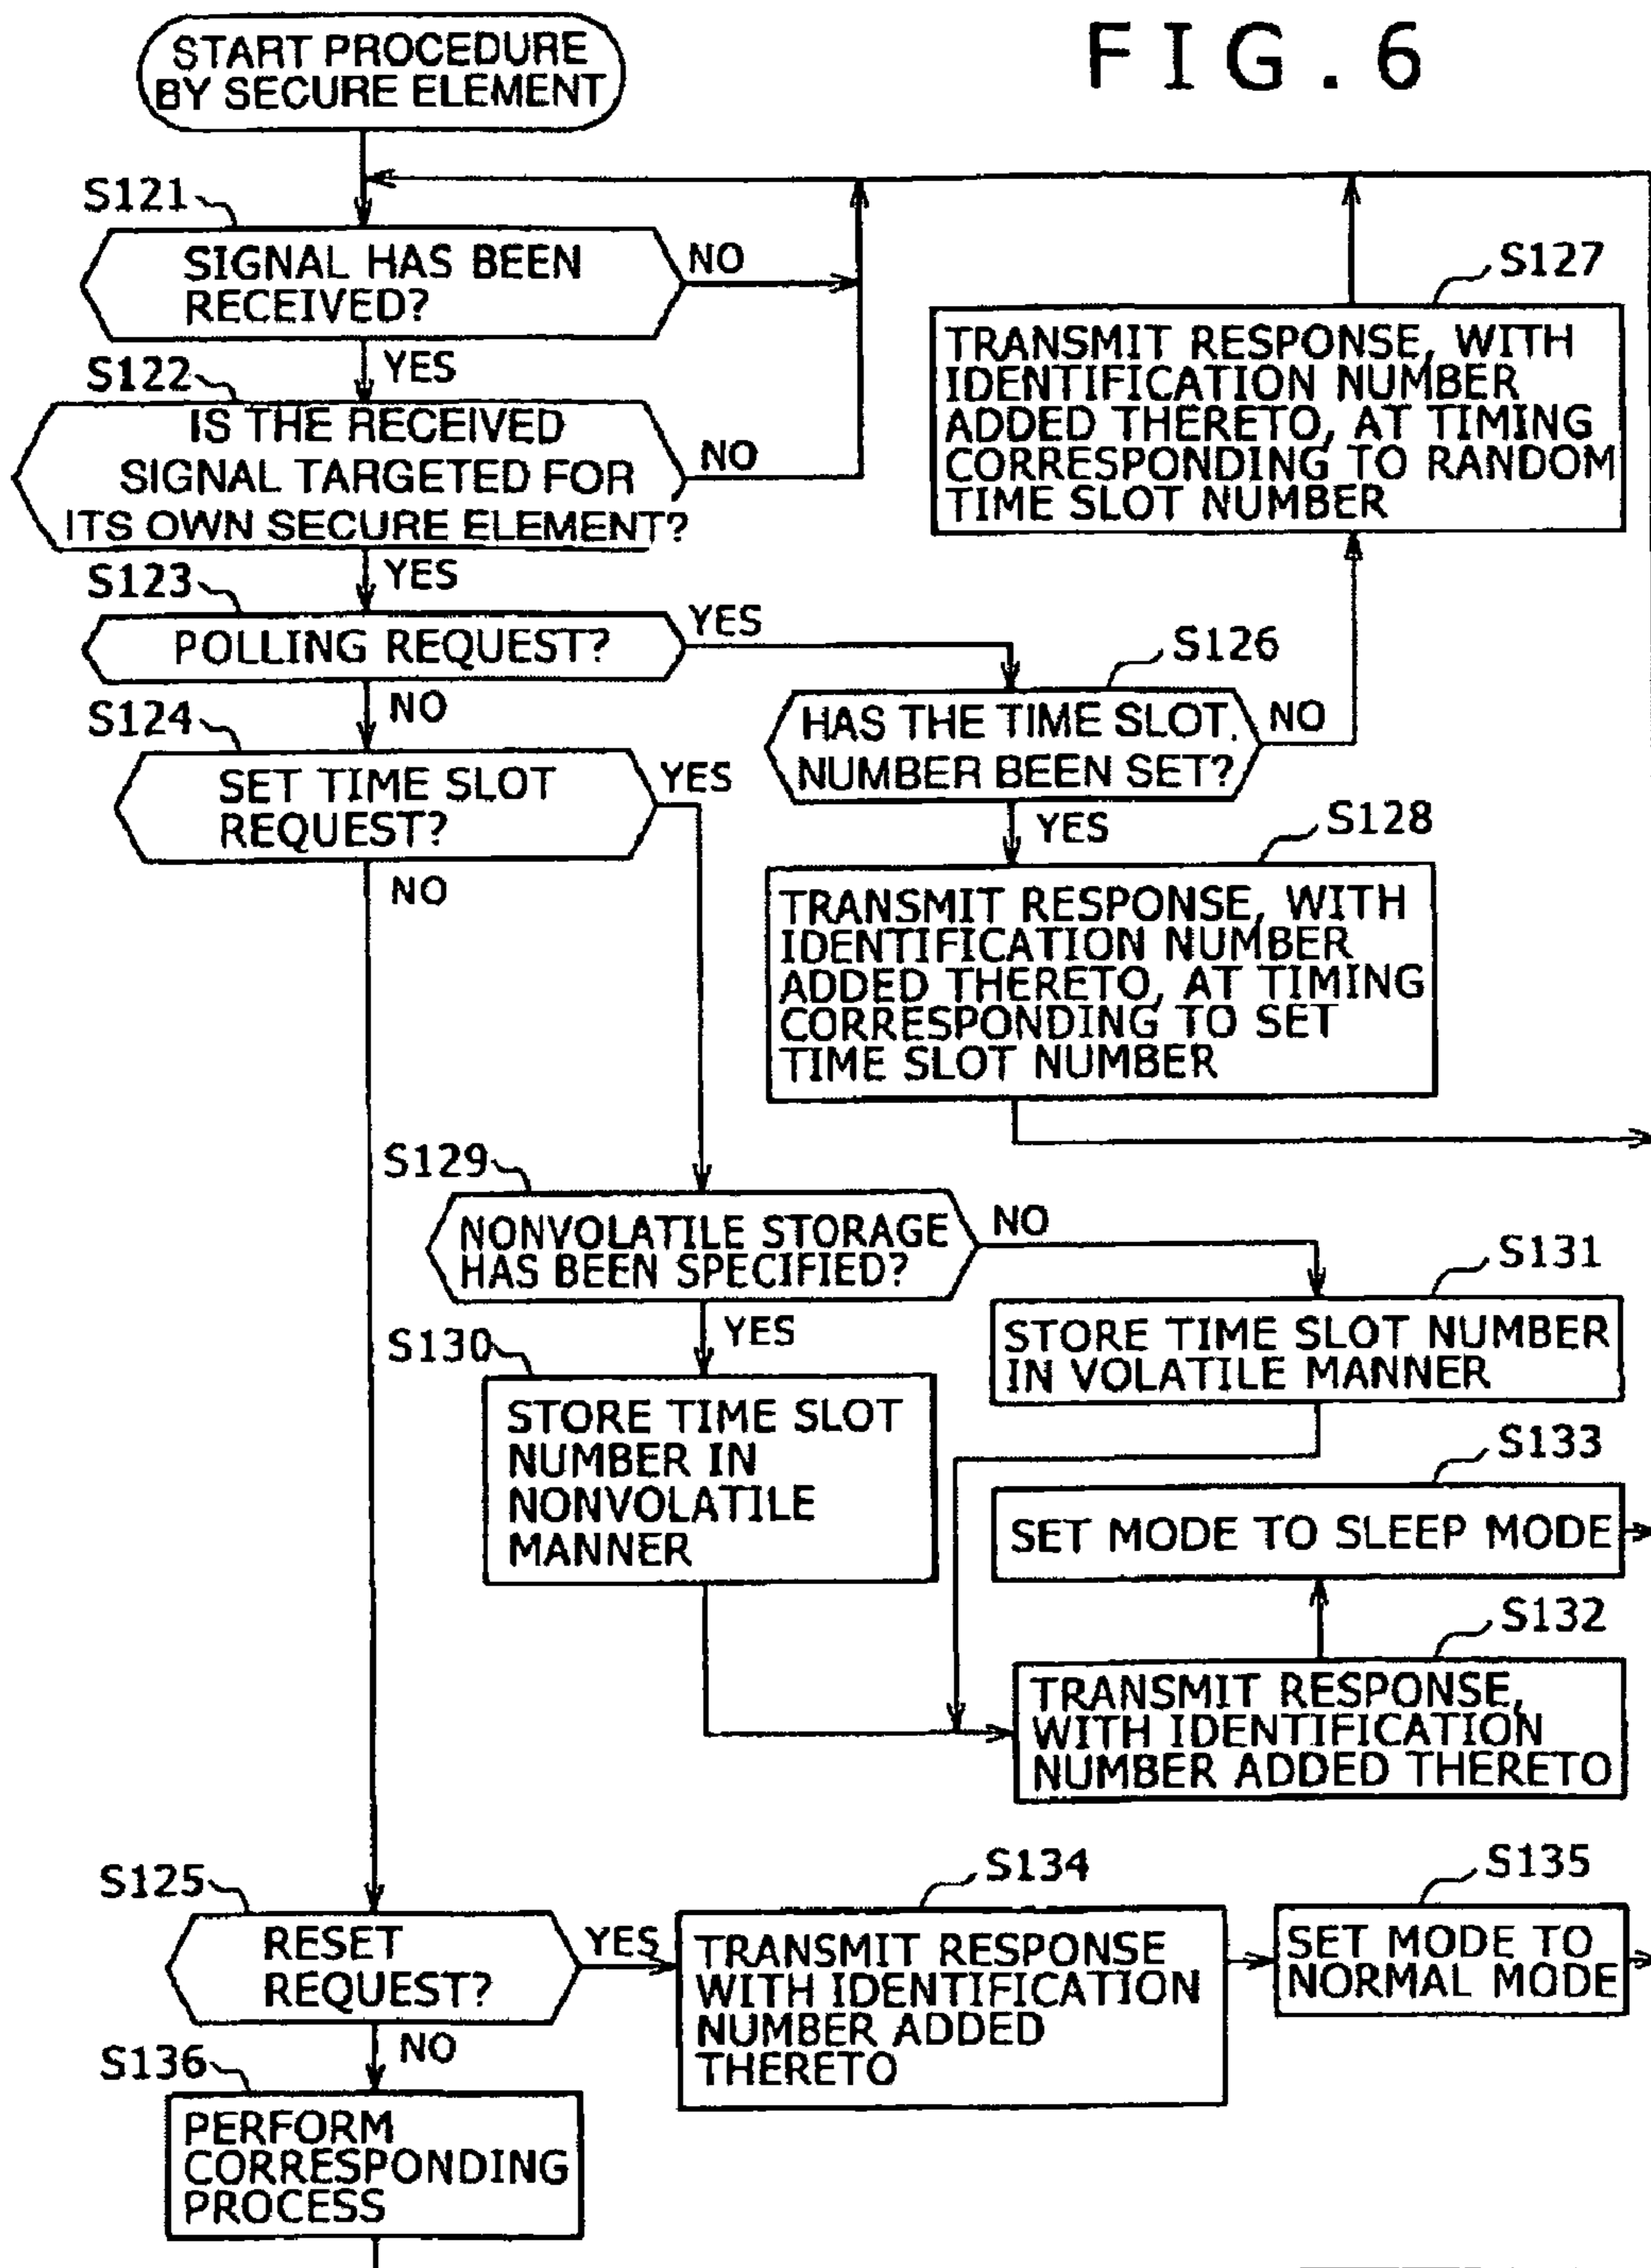 FIG. 6
START PROCEDURE
BY SECURE ELEMENT
S121
SIGNAL HAS BEEN
RECEIVED?
NO
YES
S122
IS THE RECEIVED
SIGNAL TARGETED FOR
ITS OWN SECURE ELEMENT?
NO
YES
S123
POLLING REQUEST?
YES
NO
S124
SET TIME SLOT
REQUEST?
YES
NO
S126
HAS THE TIME SLOT
NUMBER BEEN SET?
NO
YES
S127
TRANSMIT RESPONSE, WITH
IDENTIFICATION NUMBER
ADDED THERETO, AT TIMING
CORRESPONDING TO RANDOM
TIME SLOT NUMBER
S128
TRANSMIT RESPONSE, WITH
IDENTIFICATION NUMBER
ADDED THERETO, AT TIMING
CORRESPONDING TO SET
TIME SLOT NUMBER
S129
NONVOLATILE STORAGE
HAS BEEN SPECIFIED?
NO
YES
S130
STORE TIME SLOT
NUMBER IN
NONVOLATILE
MANNER
S131
STORE TIME SLOT NUMBER
IN VOLATILE MANNER
S133
SET MODE TO SLEEP MODE
S132
TRANSMIT RESPONSE,
WITH IDENTIFICATION
NUMBER ADDED THERETO
S125
RESET
REQUEST?
YES
NO
S134
TRANSMIT RESPONSE
WITH IDENTIFICATION
NUMBER ADDED
THERETO
S135
SET MODE TO
NORMAL MODE
S136
PERFORM
CORRESPONDING
PROCESS